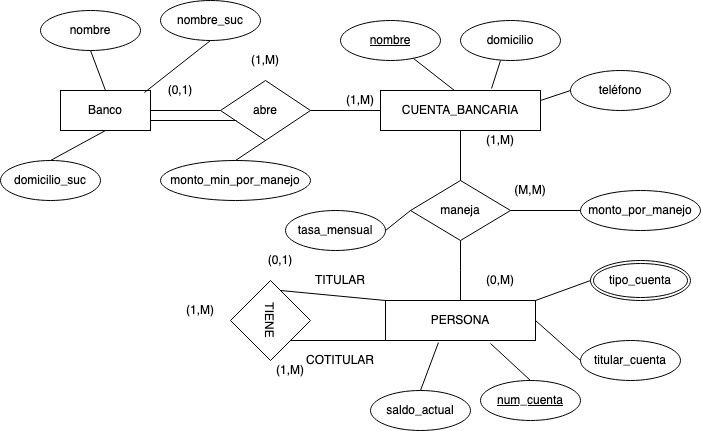 nombre
nombre_suc
(1,M)
nombre
domicilio
(0,1)
teléfono
Banco
abre
(1,M)
CUENTA_BANCARIA
(1,M)
domicilio_suc
monto_min_por_manejo
(M,M)
maneja
monto_por_manejo
tasa_mensual
(0,1)
TITULAR
(0,M)
tipo_cuenta
(1,M)
TIENE
PERSONA
COTITULAR
titular_cuenta
(1,M)
saldo_actual
num_cuenta